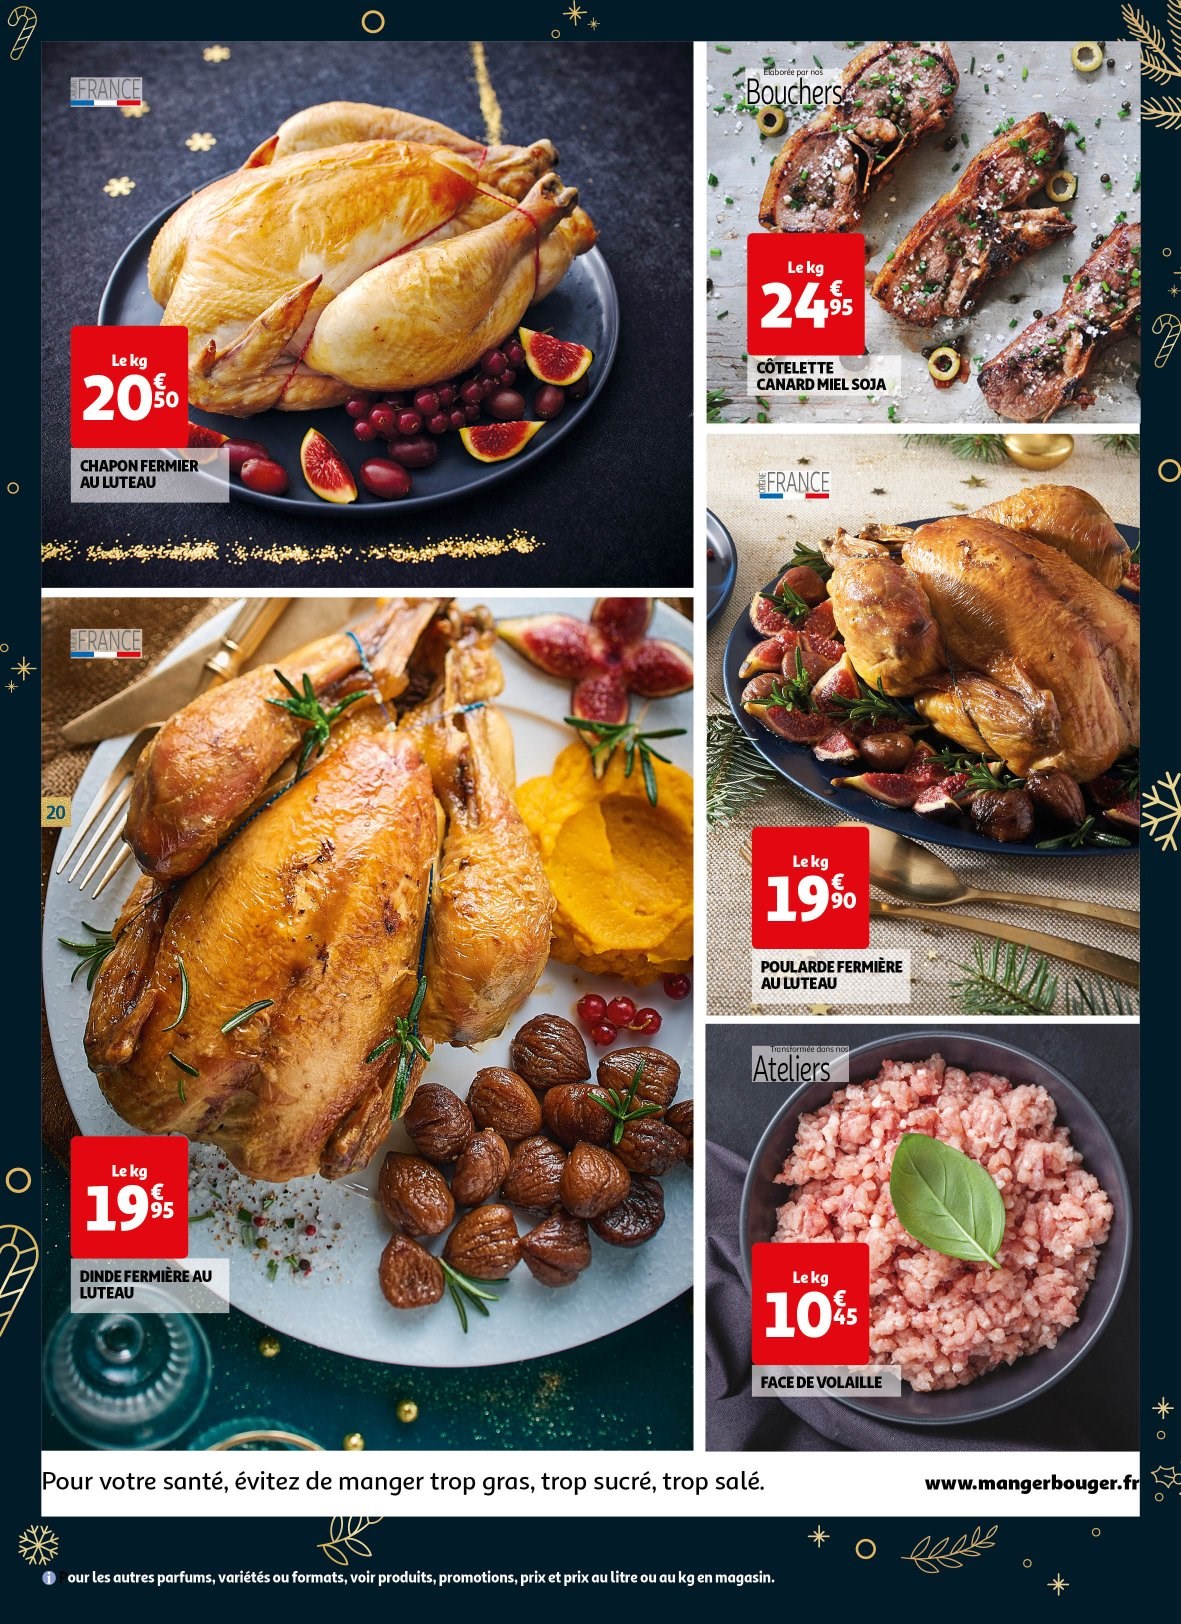 FRANCE
Le kg
20€50
CHAPON FERMIER
AU LUTEAU
Elaborée par nos
Bouchers
Le kg
24€95
CÔTELETTE
CANARD MIEL SOJA
ORIGINE
FRANCE
Le kg
19€90
POULARDE FERMIÈRE
AU LUTEAU
FRANCE
20
Le kg
19€95
DINDE FERMIÈRE AU
LUTEAU
Transformée dans nos
Ateliers
Le kg
10€45
FACE DE VOLAILLE
Pour votre santé, évitez de manger trop gras, trop sucré, trop salé.
www.mangerbouger.fr
i Pour les autres parfums, variétés ou formats, voir produits, promotions, prix et prix au litre ou au kg en magasin.